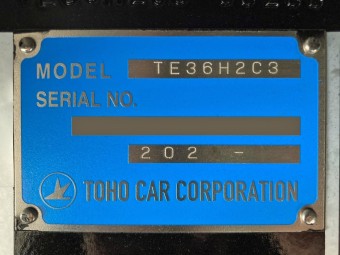 MODEL TE36H2C3
SERIAL NO.
202 -
TOHO CAR CORPORATION